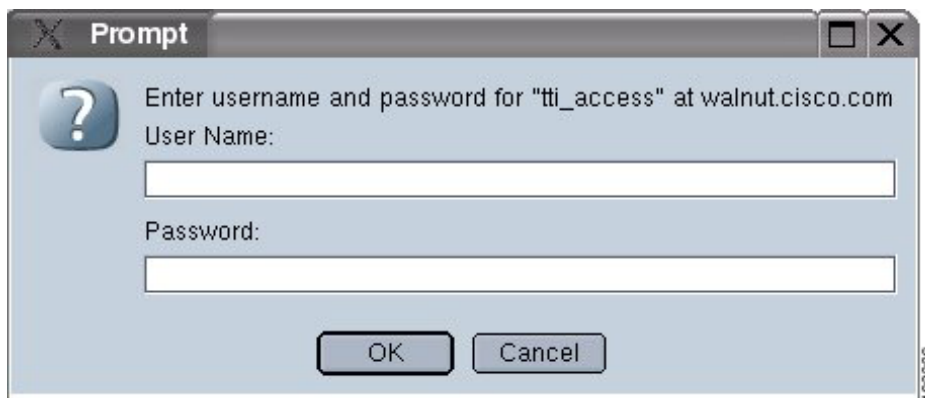 Prompt
Enter username and password for "tti_access" at walnut.cisco.com
User Name:
Password:
OK
Cancel